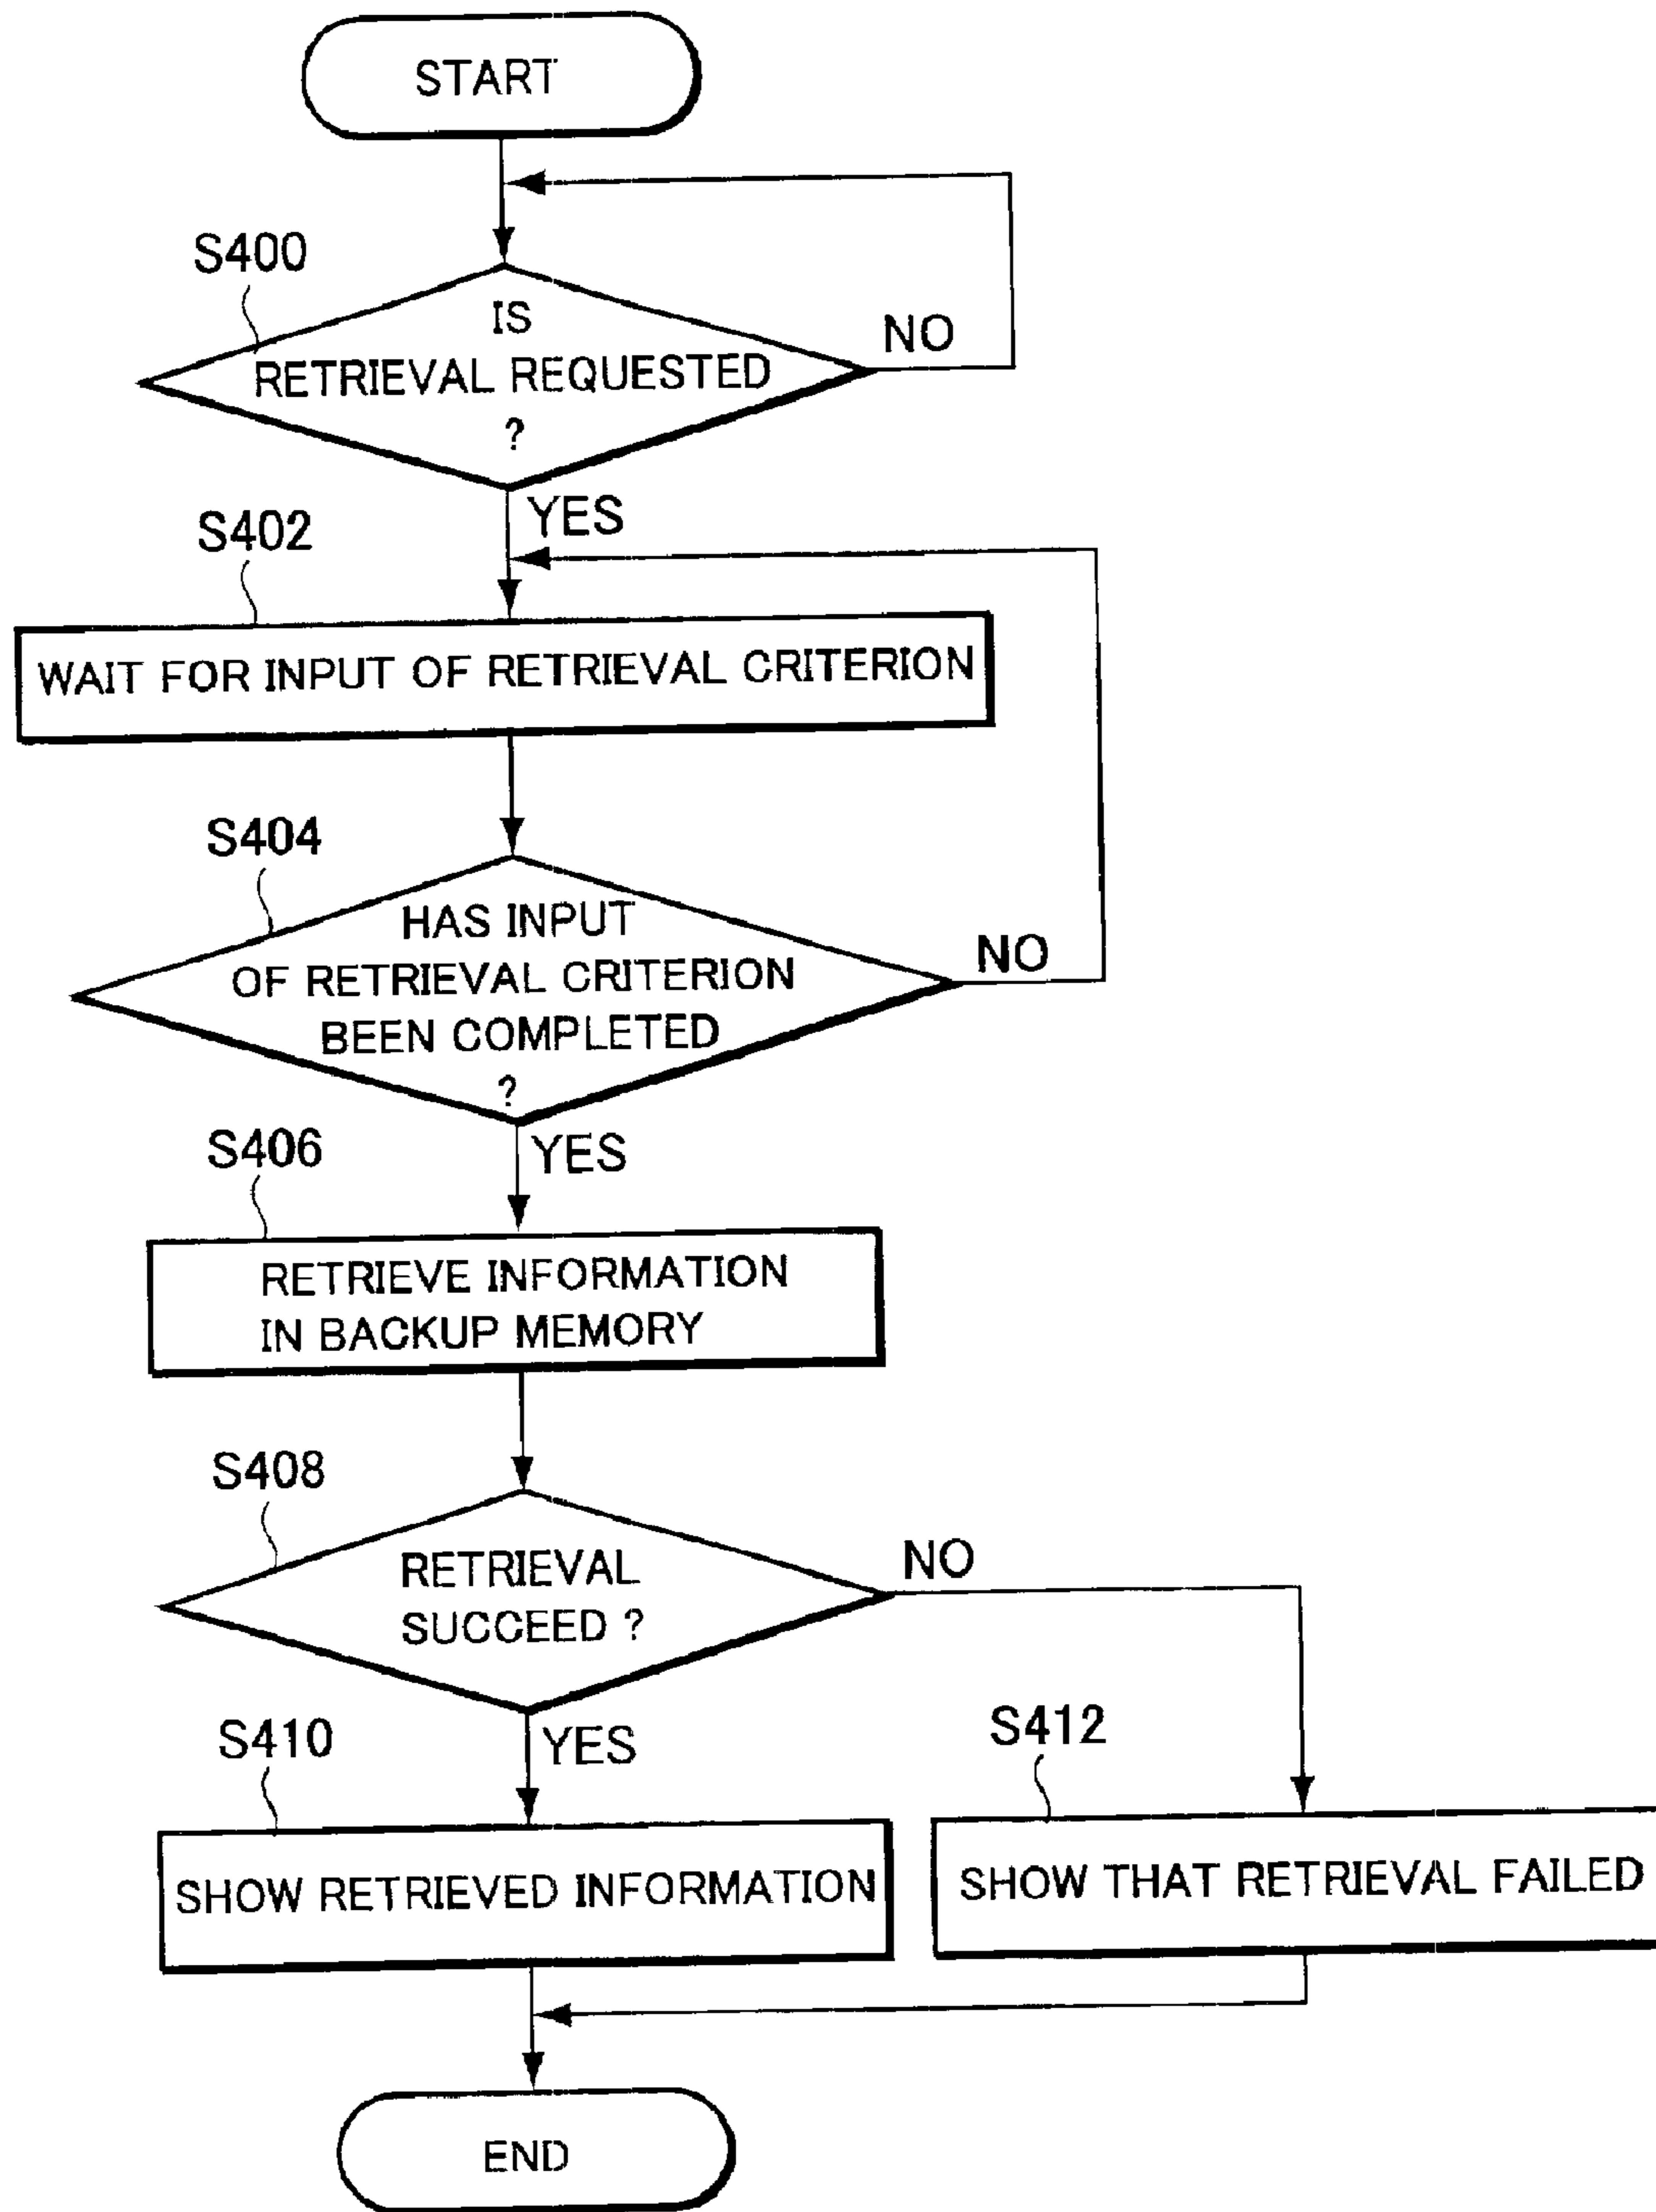 START
S400
IS
RETRIEVAL REQUESTED
?
NO
YES
S402
WAIT FOR INPUT OF RETRIEVAL CRITERION
S404
HAS INPUT
OF RETRIEVAL CRITERION
BEEN COMPLETED
?
NO
YES
S406
RETRIEVE INFORMATION
IN BACKUP MEMORY
S408
RETRIEVAL
SUCCEED ?
NO
YES
S410
SHOW RETRIEVED INFORMATION
S412
SHOW THAT RETRIEVAL FAILED
END